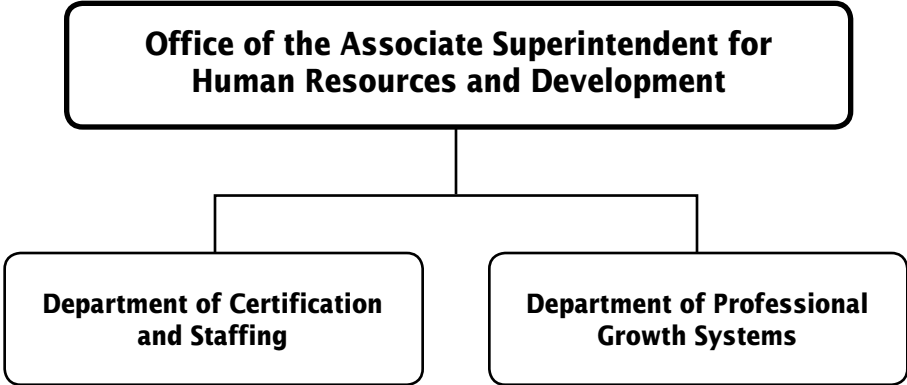 Office of the Associate Superintendent for
Human Resources and Development
Department of Certification
and Staffing
Department of Professional
Growth Systems